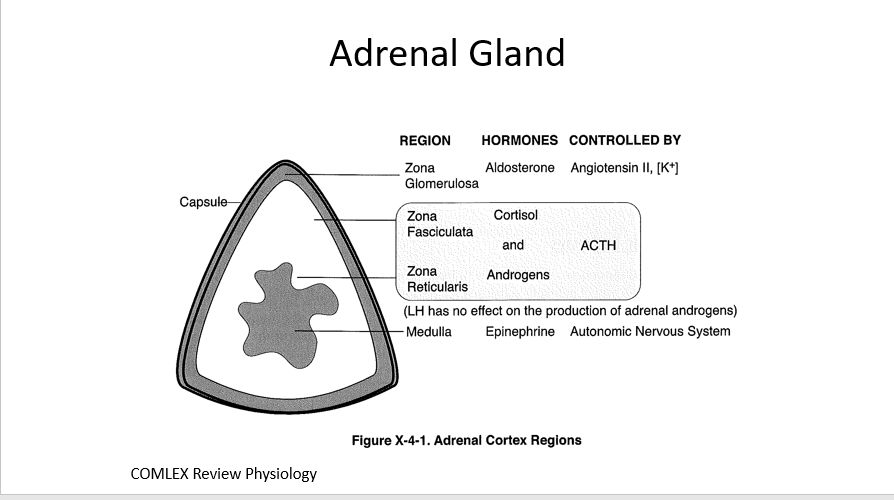 Adrenal Gland
REGION HORMONES CONTROLLED BY
Zona Aldosterone Angiotensin II, [K+]
Glomerulosa
Capsule
Zona Cortisol
Fasciculata
and ACTH
Zona Androgens
Reticularis
(LH has no effect on the production of adrenal androgens)
Medulla Epinephrine Autonomic Nervous System
Figure X-4-1. Adrenal Cortex Regions
COMLEX Review Physiology